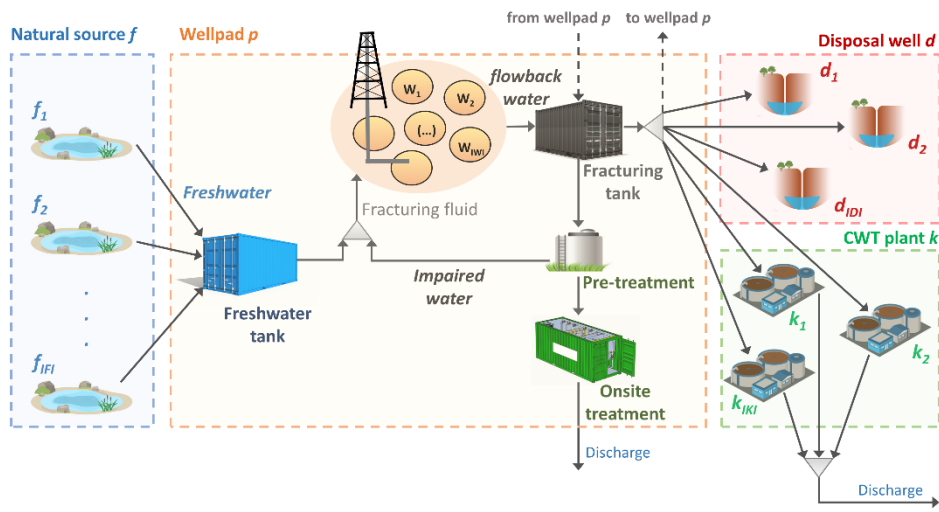 from wellpad p
to wellpad p
Natural source f
Wellpad p
Disposal well d
f1
f2
.
.
.
fIFI
Freshwater
Freshwater
tank
W1
W2
(...)
WIWI
Fracturing fluid
flowback
water
Fracturing
tank
Impaired
water
Pre-treatment
Onsite
treatment
Discharge
d1
d2
dIDI
CWT plant k
k1
k2
kIKI
Discharge